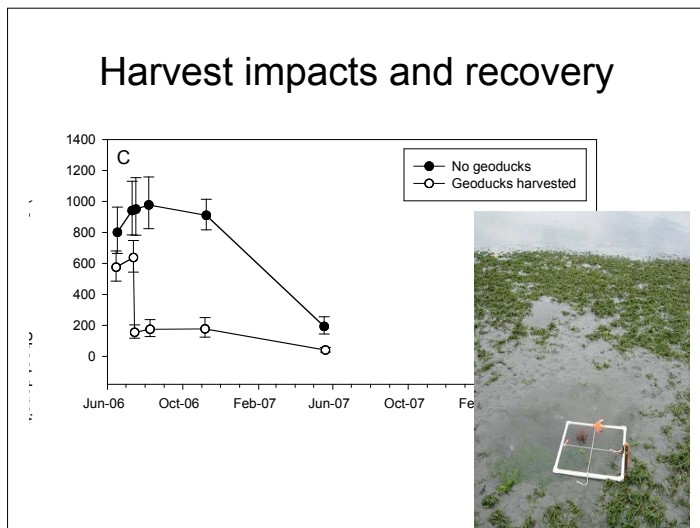 Harvest impacts and recovery
1400
1200
1000
800
600
400
200
0
C
No geoducks
Geoducks harvested
Jun-06
Oct-06
Feb-07
Jun-07
Oct-07